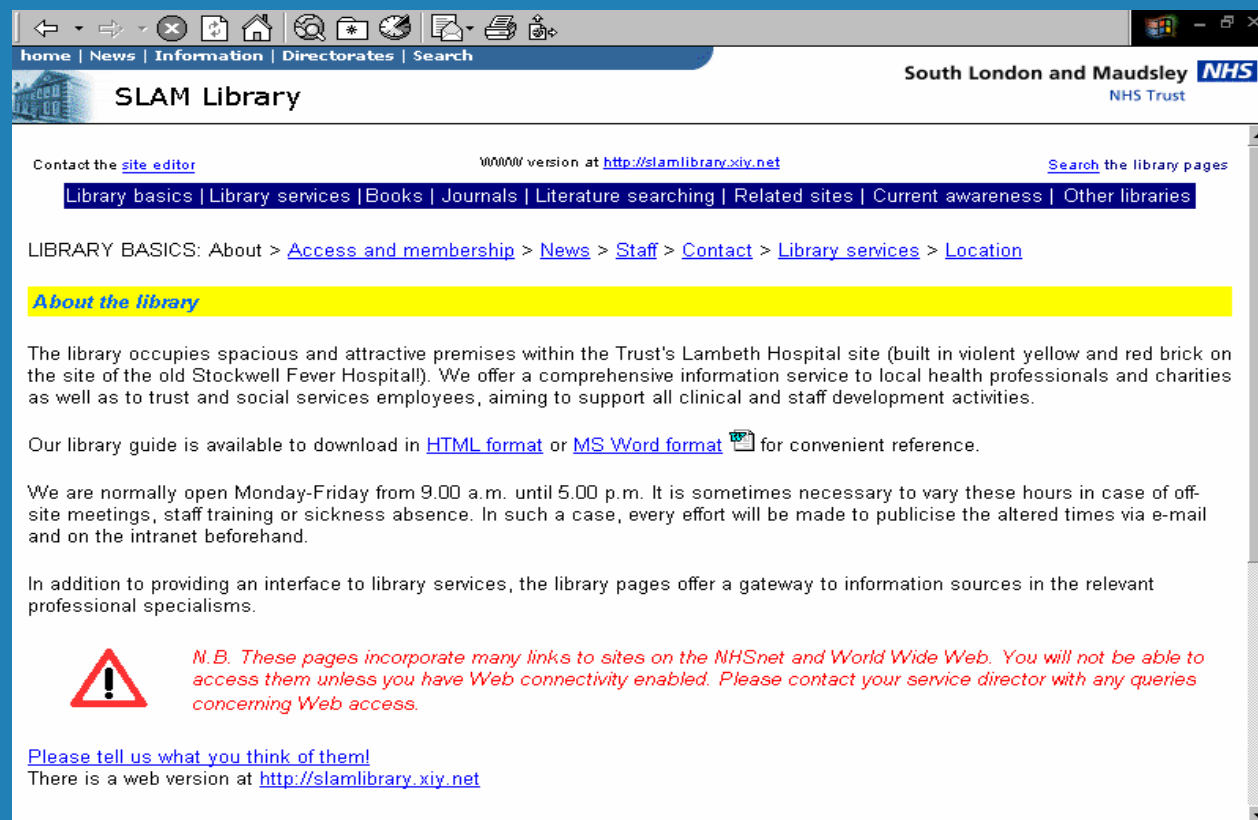 home | News | Information | Directorates | Search
SLAM Library
South London and Maudsley NHS
NHS Trust
Contact the site editor
WWW version at http://slamlibrary.xiy.net
Search the library pages
Library basics | Library services | Books | Journals | Literature searching | Related sites | Current awareness | Other libraries
LIBRARY BASICS: About > Access and membership > News > Staff > Contact > Library services > Location
About the library
The library occupies spacious and attractive premises within the Trust's Lambeth Hospital site (built in violent yellow and red brick on
the site of the old Stockwell Fever Hospital!). We offer a comprehensive information service to local health professionals and charities
as well as to trust and social services employees, aiming to support all clinical and staff development activities.
Our library guide is available to download in HTML format or MS Word format for convenient reference.
We are normally open Monday-Friday from 9.00 a.m. until 5.00 p.m. It is sometimes necessary to vary these hours in case of off-
site meetings, staff training or sickness absence. In such a case, every effort will be made to publicise the altered times via e-mail
and on the intranet beforehand.
In addition to providing an interface to library services, the library pages offer a gateway to information sources in the relevant
professional specialisms.
N.B. These pages incorporate many links to sites on the NHSnet and World Wide Web. You will not be able to
access them unless you have Web connectivity enabled. Please contact your service director with any queries
concerning Web access.
Please tell us what you think of them!
There is a web version at http://slamlibrary.xiy.net